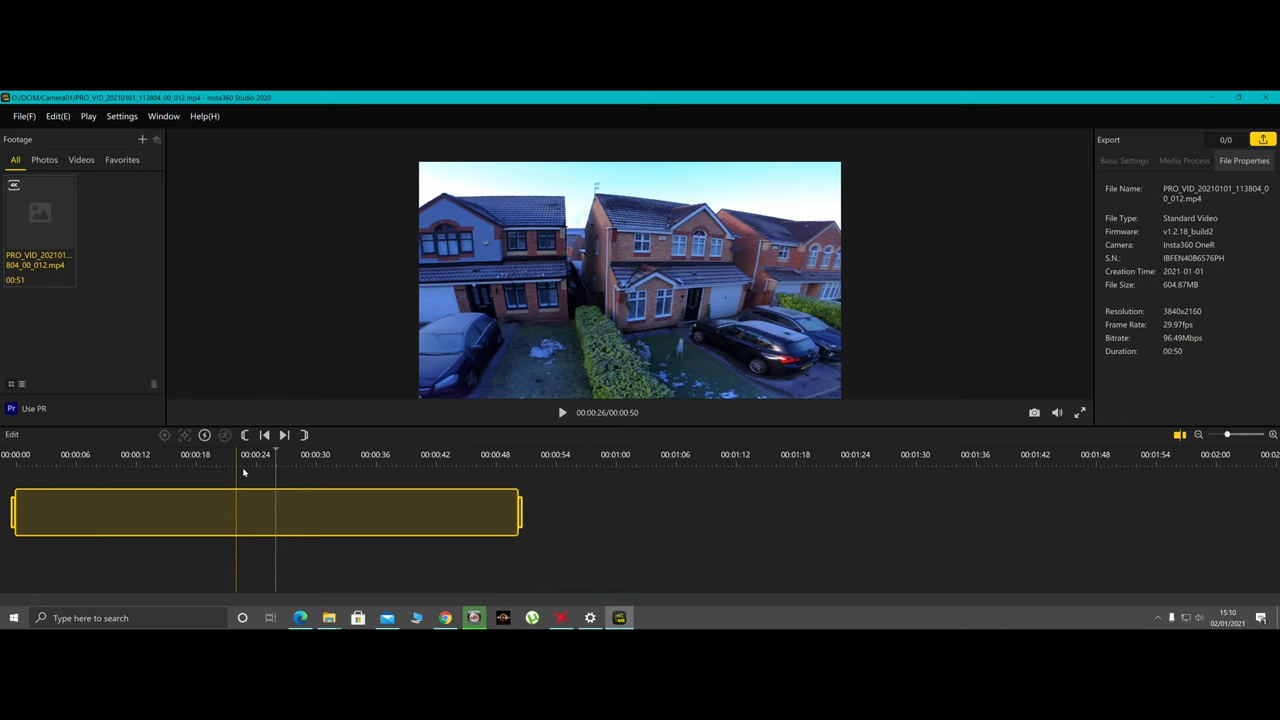 O:/DCIM/Camera01/PRO_VID_20210101_113804_00_012.mp4 - Insta360 Studio 2020
File(F) Edit(E) Play Settings Window Help(H)
Footage
All Photos Videos Favorites
4K
PRO_VID_202101...
804_00_012.mp4
00:51
Pr Use PR
00:00:26/00:00:50
Export 0/0
Basic Settings Media Process File Properties
File Name: PRO_VID_20210101_113804_0
0_012.mp4
File Type: Standard Video
Firmware: v1.2.18_build2
Camera: Insta360 OneR
S.N.: IBFEN40B6576PH
Creation Time: 2021-01-01
File Size: 604.87MB
Resolution: 3840x2160
Frame Rate: 29.97fps
Bitrate: 96.49Mbps
Duration: 00:50
Edit
00:00:00 00:00:06 00:00:12 00:00:18 00:00:24 00:00:30 00:00:36 00:00:42 00:00:48 00:00:54 00:01:00 00:01:06 00:01:12 00:01:18 00:01:24 00:01:30 00:01:36 00:01:42 00:01:48 00:01:54 00:02:00 00:02
Type here to search
15:10
02/01/2021